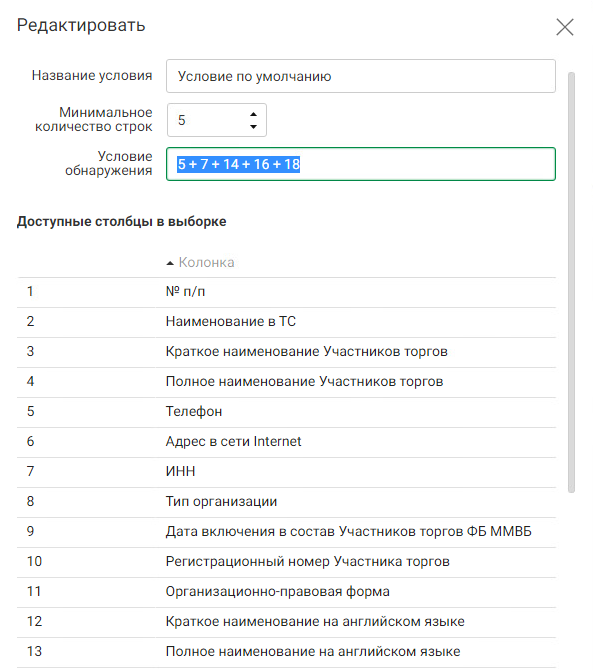 Редактировать
Название условия Условие по умолчанию
Минимальное
количество строк 5
Условие
обнаружения 5 + 7 + 14 + 16 + 18
Доступные столбцы в выборке
Колонка
1 № п/п
2 Наименование в ТС
3 Краткое наименование Участников торгов
4 Полное наименование Участников торгов
5 Телефон
6 Адрес в сети Internet
7 ИНН
8 Тип организации
9 Дата включения в состав Участников торгов ФБ ММВБ
10 Регистрационный номер Участника торгов
11 Организационно-правовая форма
12 Краткое наименование на английском языке
13 Полное наименование на английском языке